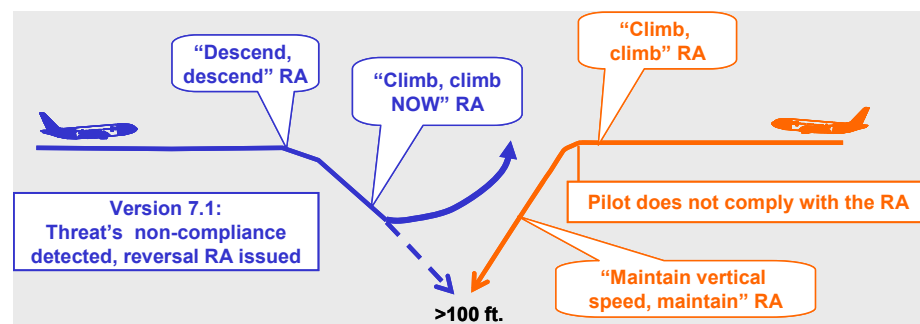 “Descend,
descend” RA
“Climb, climb
NOW” RA
“Climb,
climb” RA
Version 7.1:
Threat’s non-compliance
detected, reversal RA issued
Pilot does not comply with the RA
“Maintain vertical
speed, maintain” RA
>100 ft.